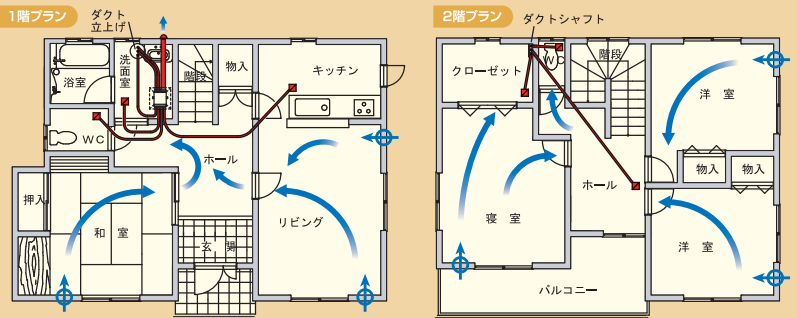 1階プラン
ダクト
立上げ
洗面室
浴室
階段
物入
キッチン
WC
ホール
押入
和室
リビング
玄関
2階プラン
ダクトシャフト
クローゼット
WC
階段
洋室
物入
物入
ホール
寝室
洋室
バルコニー